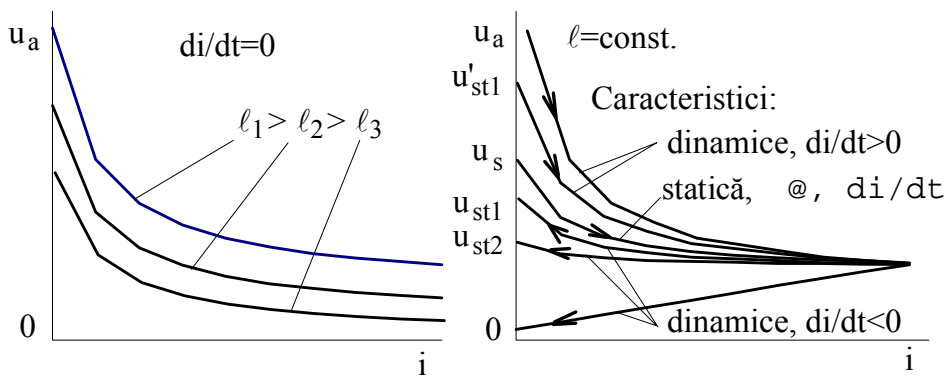 u_a
di/dt=0
ℓ_1 > ℓ_2 > ℓ_3
0
i
u_a
ℓ=const.
u'_st1
Caracteristici:
dinamice, di/dt>0
u_s
statică, @, di/dt
u_st1
u_st2
0
dinamice, di/dt<0
i